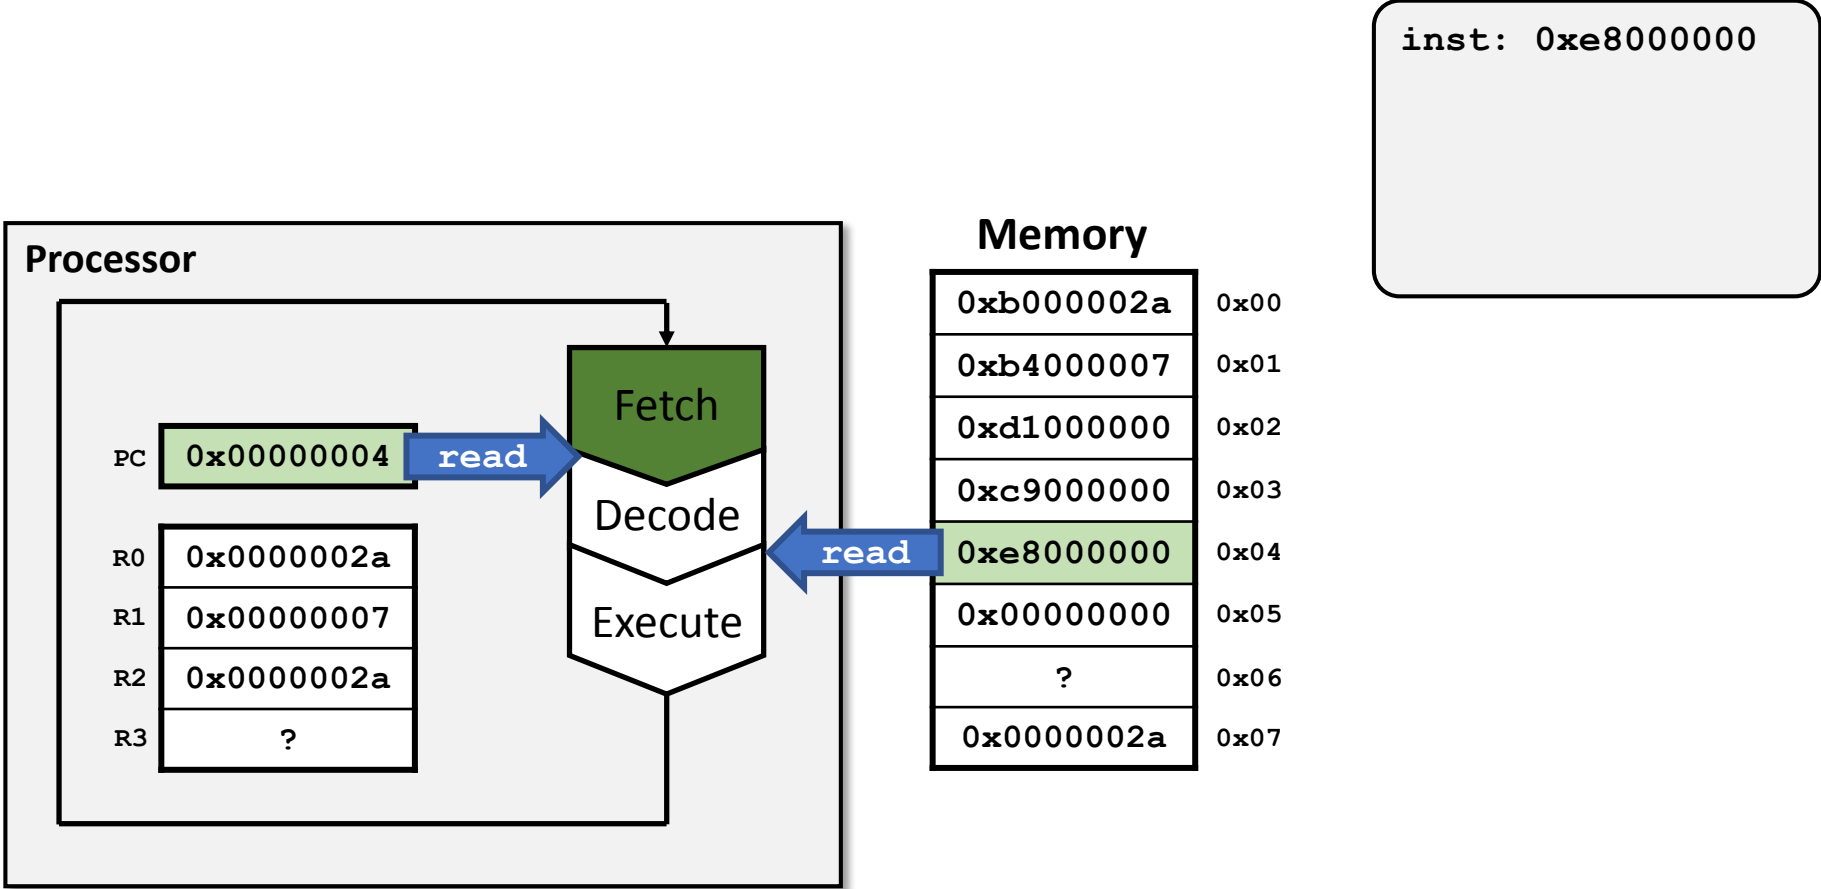 inst: 0xe8000000
Processor
Fetch
Decode
Execute
PC 0x00000004 read
R0 0x0000002a
R1 0x00000007
R2 0x0000002a
R3 ?
read
Memory
0xb000002a 0x00
0xb4000007 0x01
0xd1000000 0x02
0xc9000000 0x03
0xe8000000 0x04
0x00000000 0x05
? 0x06
0x0000002a 0x07